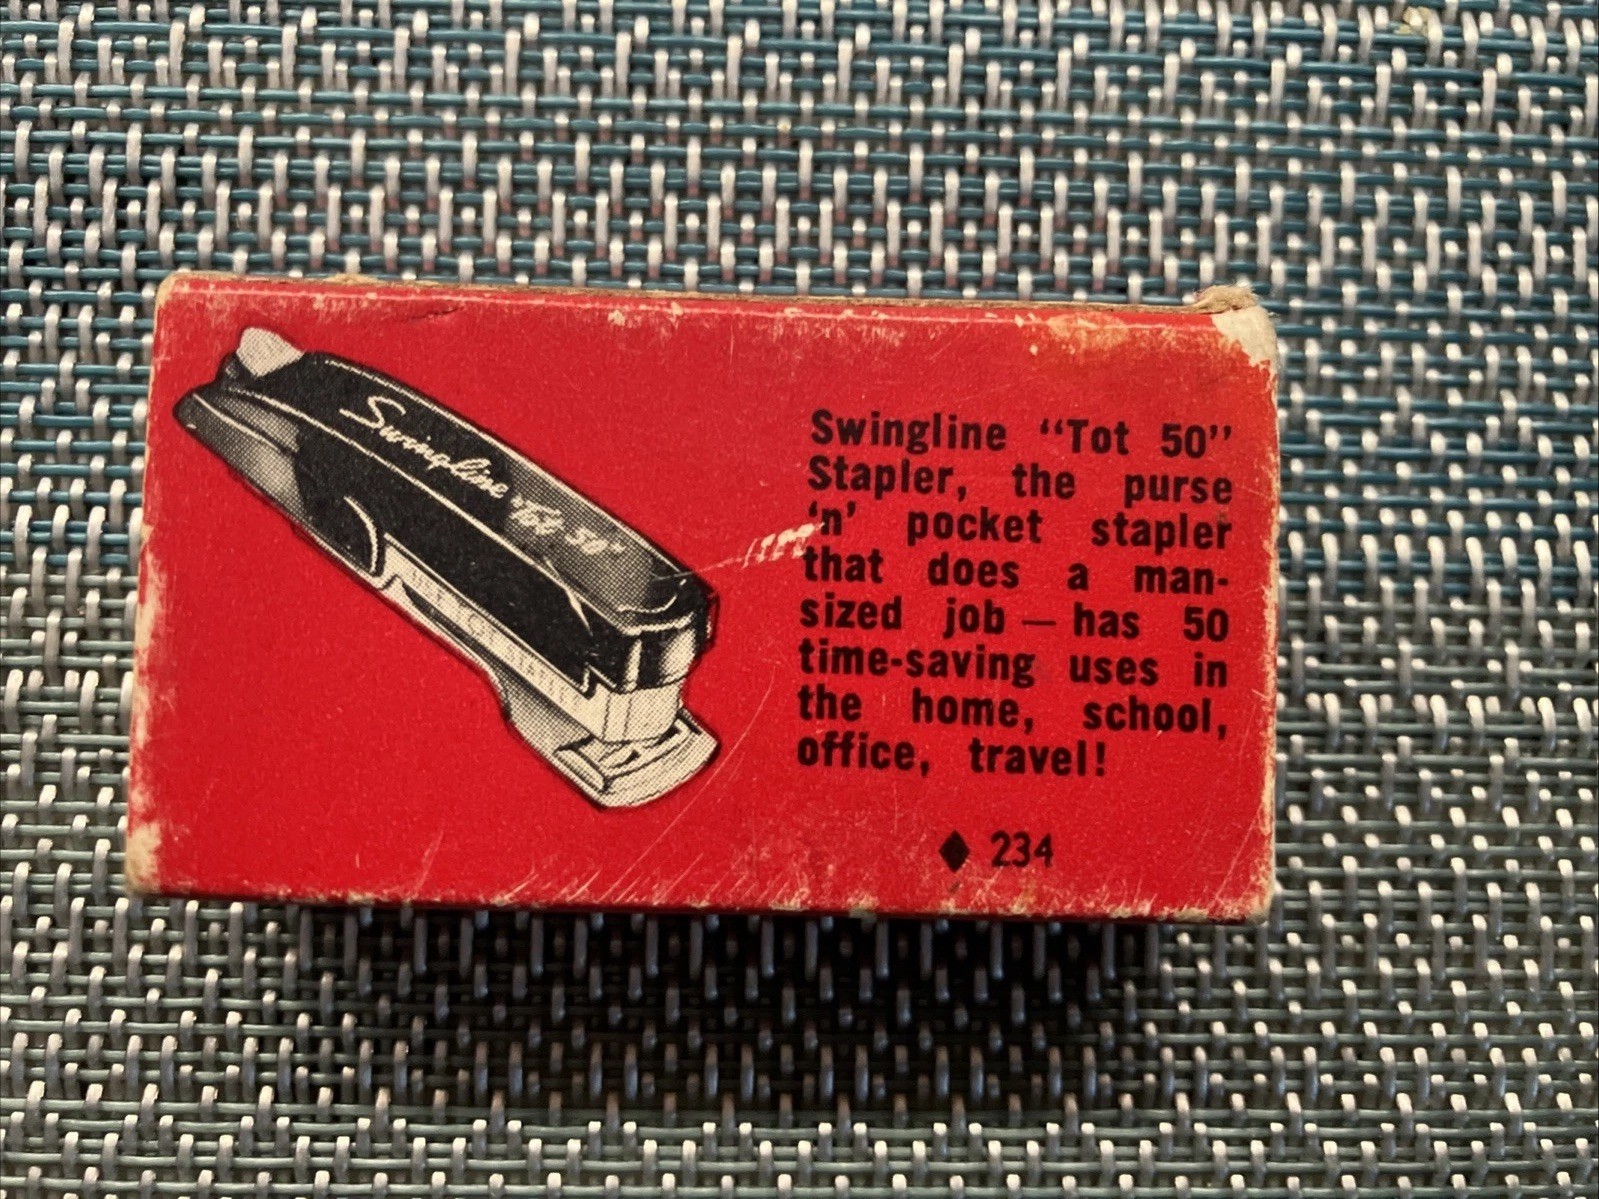 Swingline "Tot 50"
Swingline "Tot 50"
Stapler, the purse
'n' pocket stapler
that does a man-
sized job — has 50
time-saving uses in
the home, school,
office, travel!
♦ 234